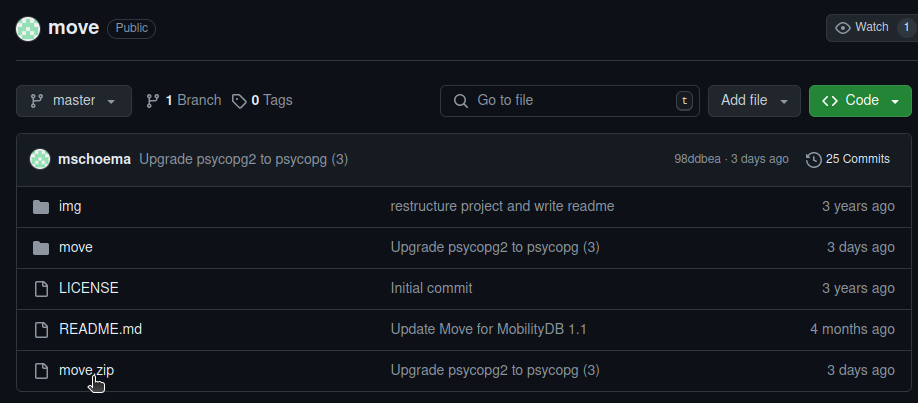 move Public Watch 1
master 1 Branch 0 Tags Go to file t Add file Code
mschoema Upgrade psycopg2 to psycopg (3) 98ddbea · 3 days ago 25 Commits
img restructure project and write readme 3 years ago
move Upgrade psycopg2 to psycopg (3) 3 days ago
LICENSE Initial commit 3 years ago
README.md Update Move for MobilityDB 1.1 4 months ago
move.zip Upgrade psycopg2 to psycopg (3) 3 days ago